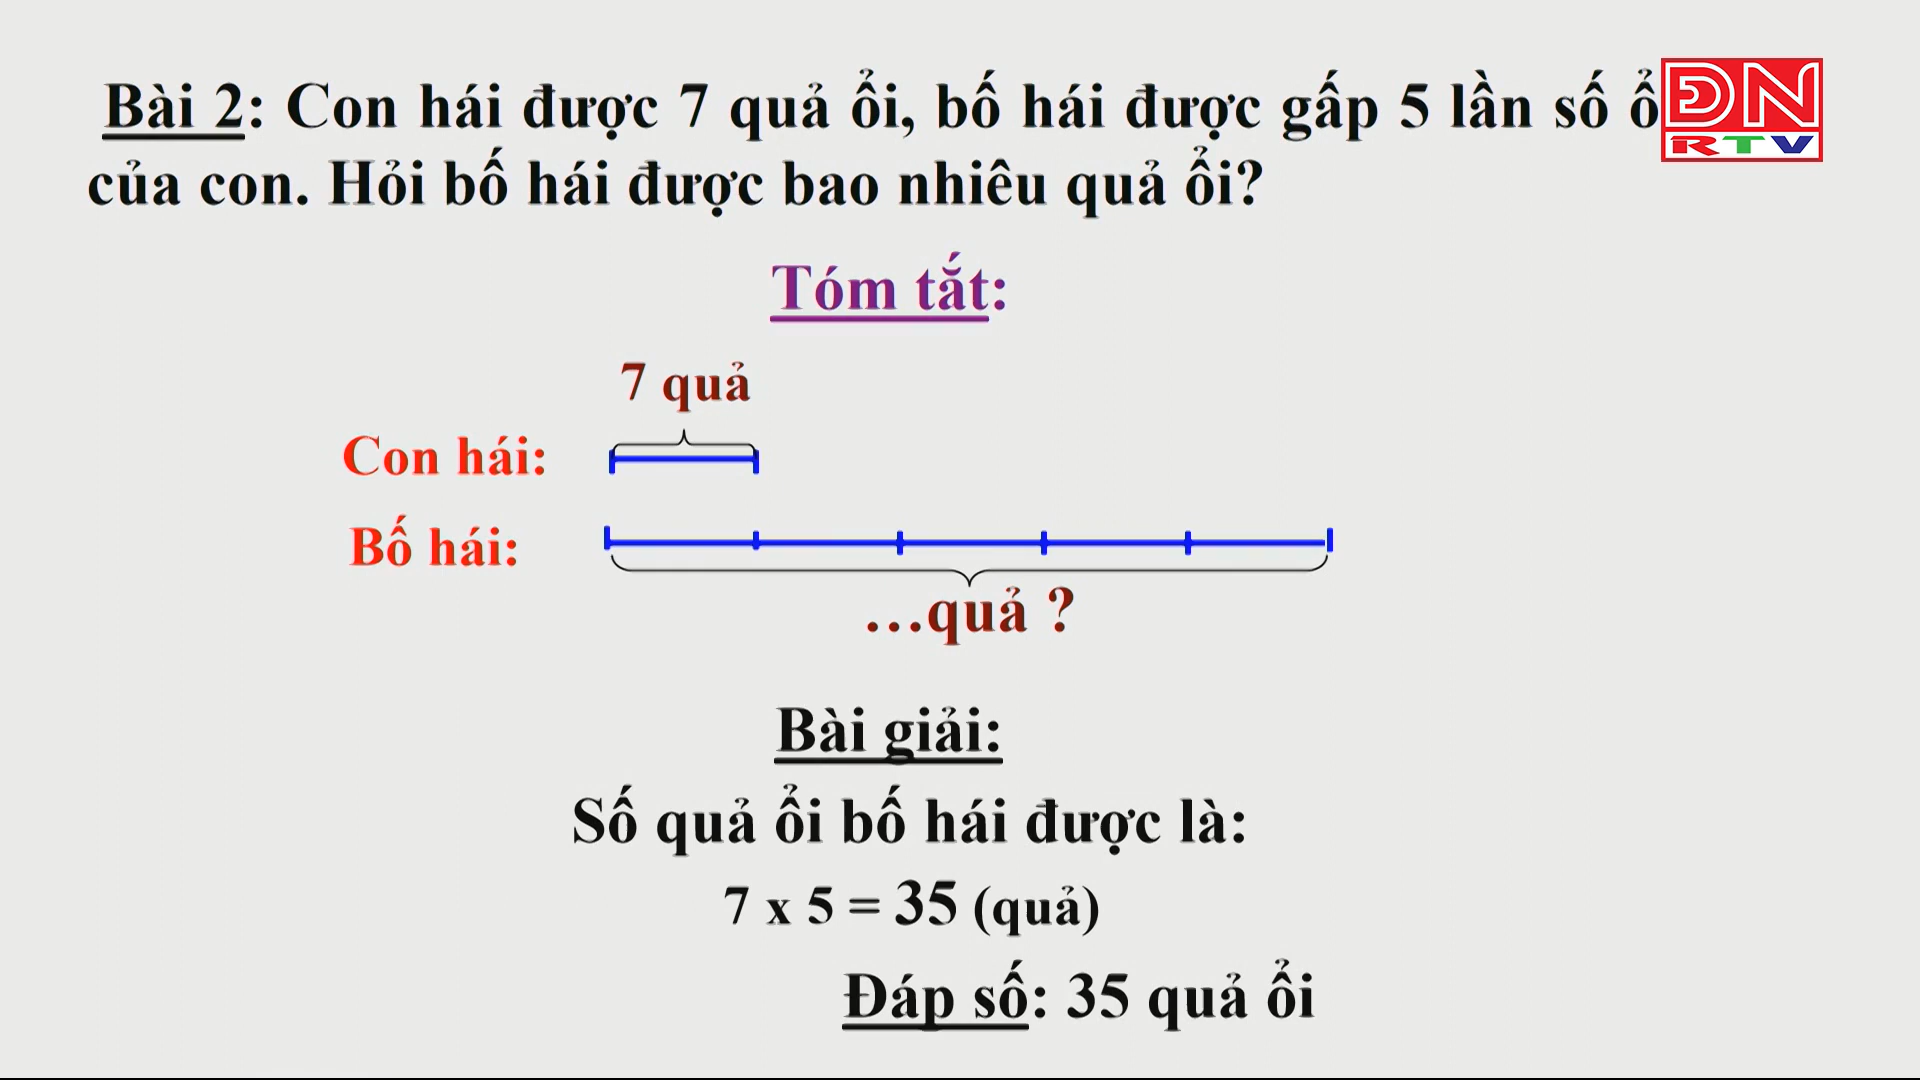 Bài 2: Con hái được 7 quả ổi, bố hái được gấp 5 lần số
của con. Hỏi bố hái được bao nhiêu quả ổi?
ĐN
RTV
Tóm tắt:
7 quả
Con hái:
Bố hái:
...quả ?
Bài giải:
Số quả ổi bố hái được là:
7 x 5 = 35 (quả)
Đáp số: 35 quả ổi